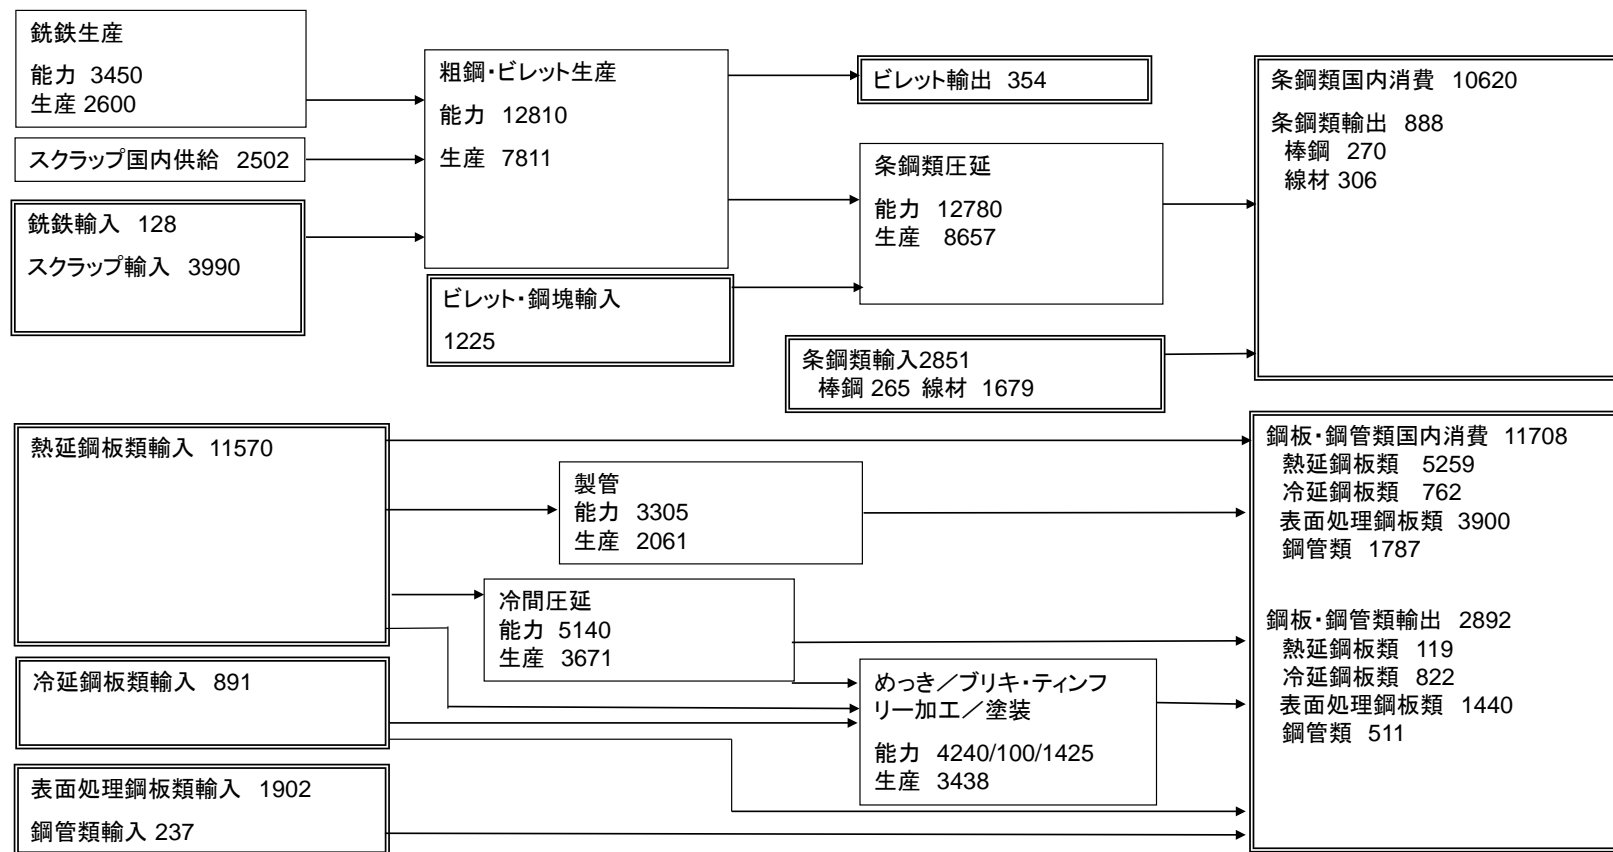 銑鉄生産
能力 3450
生産 2600
スクラップ国内供給 2502
銑鉄輸入 128
スクラップ輸入 3990
粗鋼・ビレット生産
能力 12810
生産 7811
ビレット・鋼塊輸入
1225
ビレット輸出 354
条鋼類圧延
能力 12780
生産 8657
条鋼類輸入2851
棒鋼 265 線材 1679
条鋼類国内消費 10620
条鋼類輸出 888
棒鋼 270
線材 306
熱延鋼板類輸入 11570
冷延鋼板類輸入 891
表面処理鋼板類輸入 1902
鋼管類輸入 237
製管
能力 3305
生産 2061
冷間圧延
能力 5140
生産 3671
めっき／ブリキ・ティンフ
リー加工／塗装
能力 4240/100/1425
生産 3438
鋼板・鋼管類国内消費 11708
熱延鋼板類 5259
冷延鋼板類 762
表面処理鋼板類 3900
鋼管類 1787
鋼板・鋼管類輸出 2892
熱延鋼板類 119
冷延鋼板類 822
表面処理鋼板類 1440
鋼管類 511